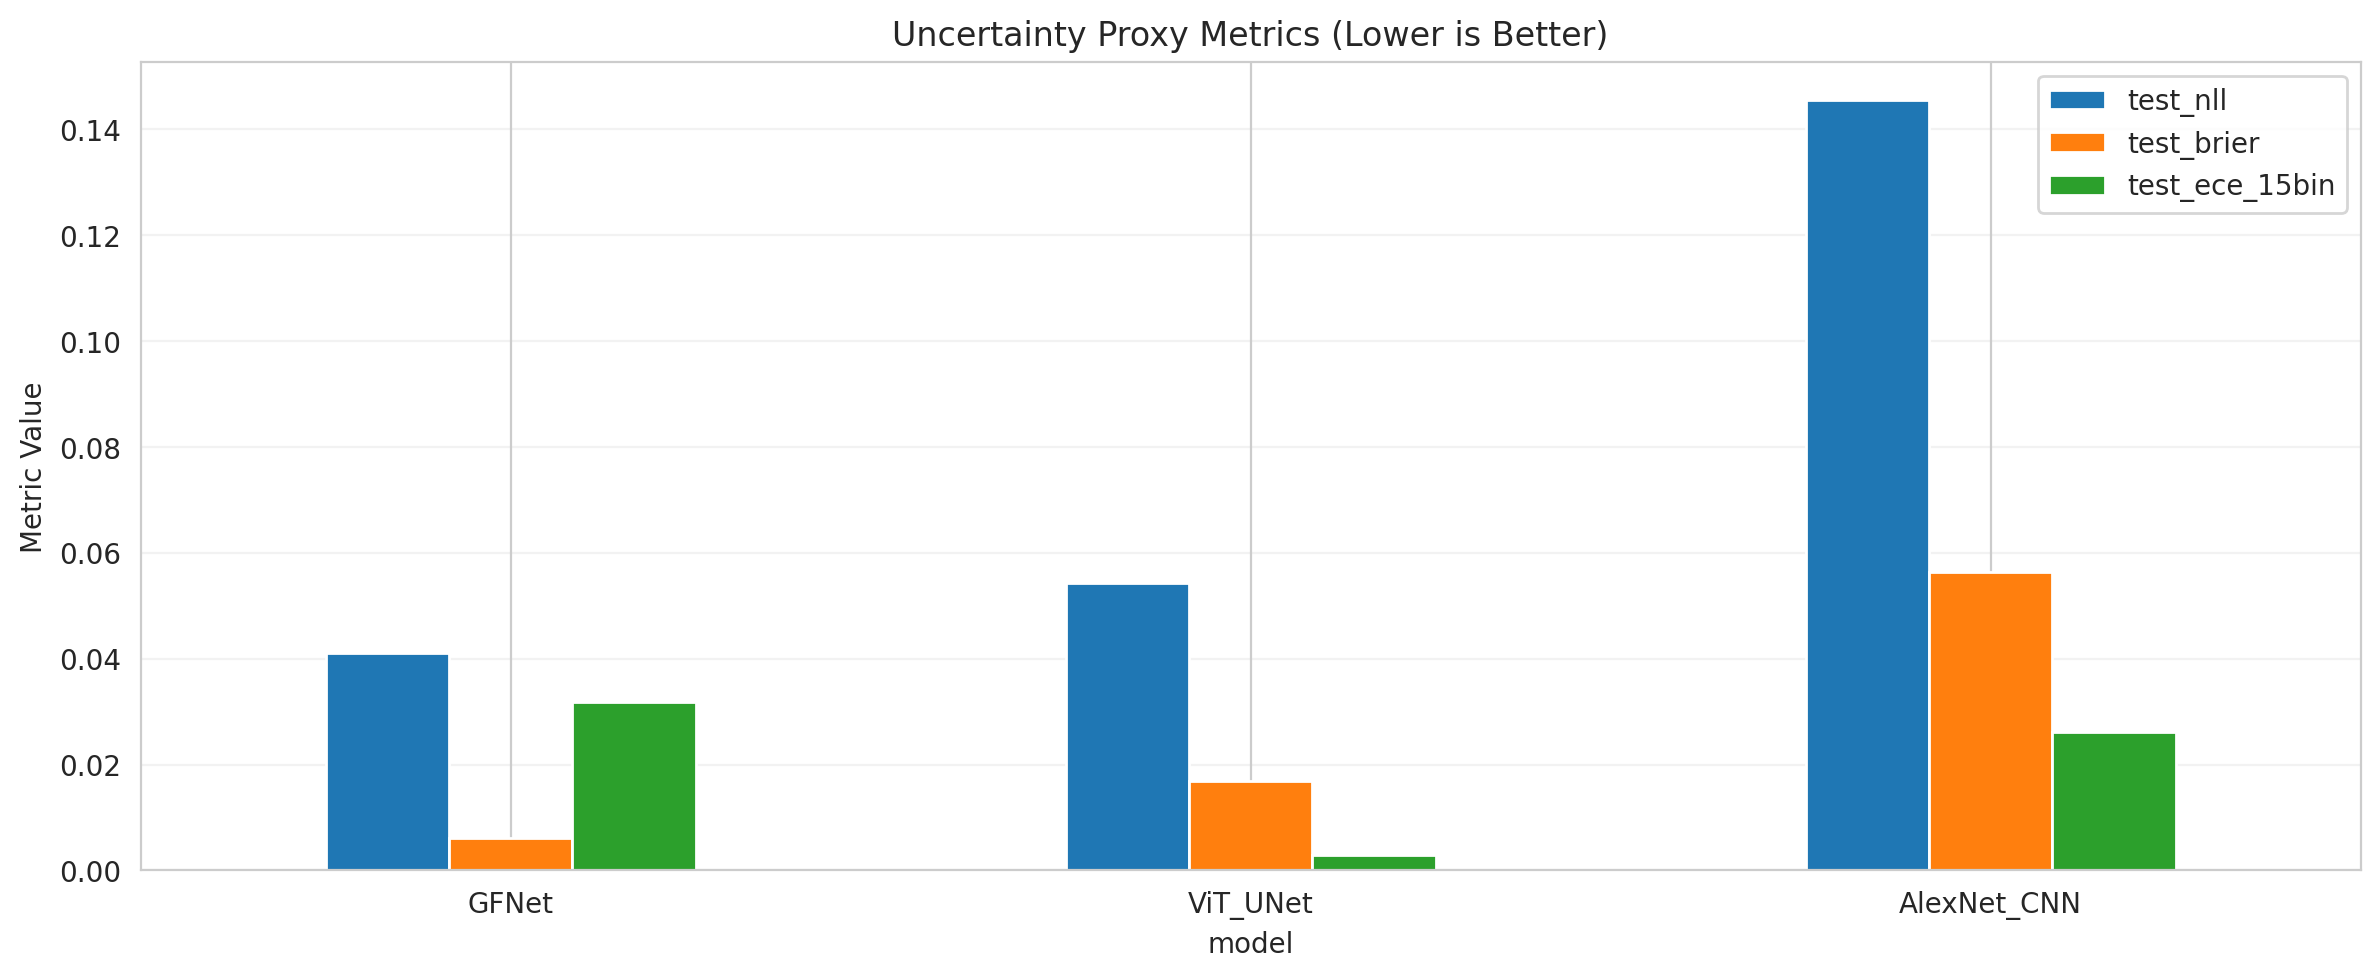 Uncertainty Proxy Metrics (Lower is Better)
test_nll
test_brier
test_ece_15bin
Metric Value
0.14
0.12
0.10
0.08
0.06
0.04
0.02
0.00
GFNet
ViT_UNet
AlexNet_CNN
model